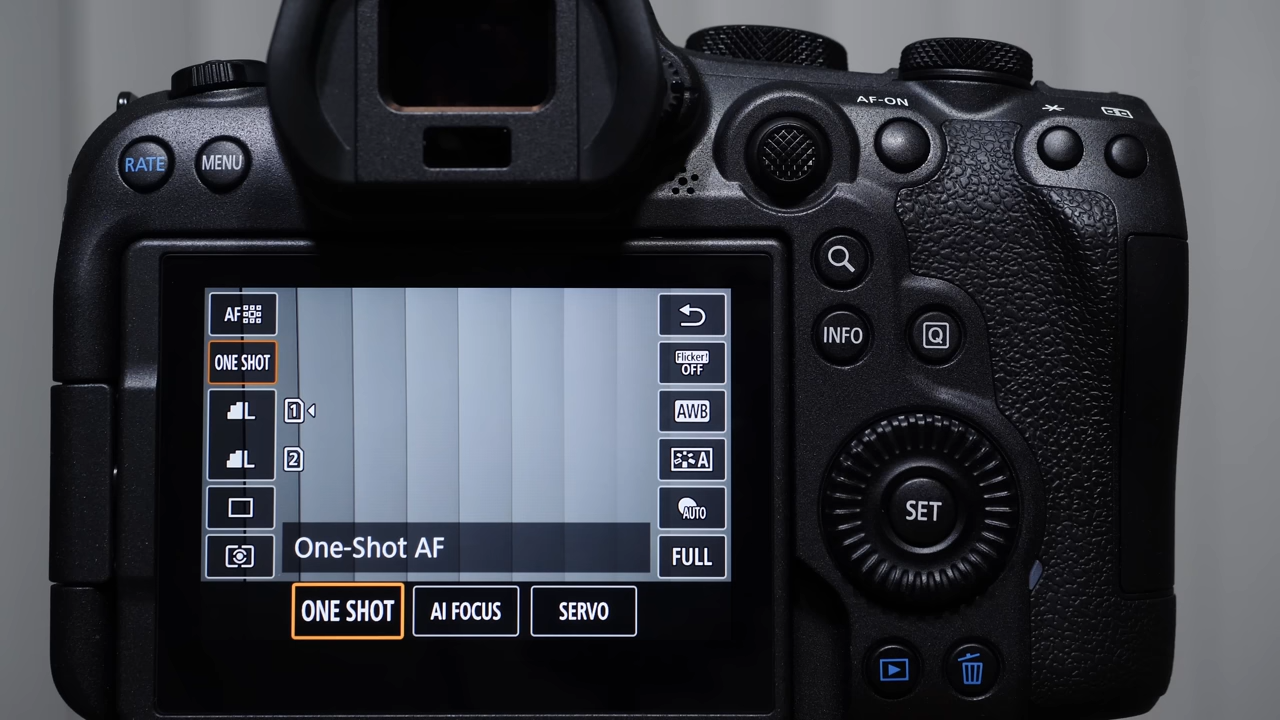 AF-ON
RATE
MENU
INFO
Q
SET
AF
ONE SHOT
L
1
L
2
Flicker!
OFF
AWB
A
AUTO
FULL
One-Shot AF
ONE SHOT
AI FOCUS
SERVO